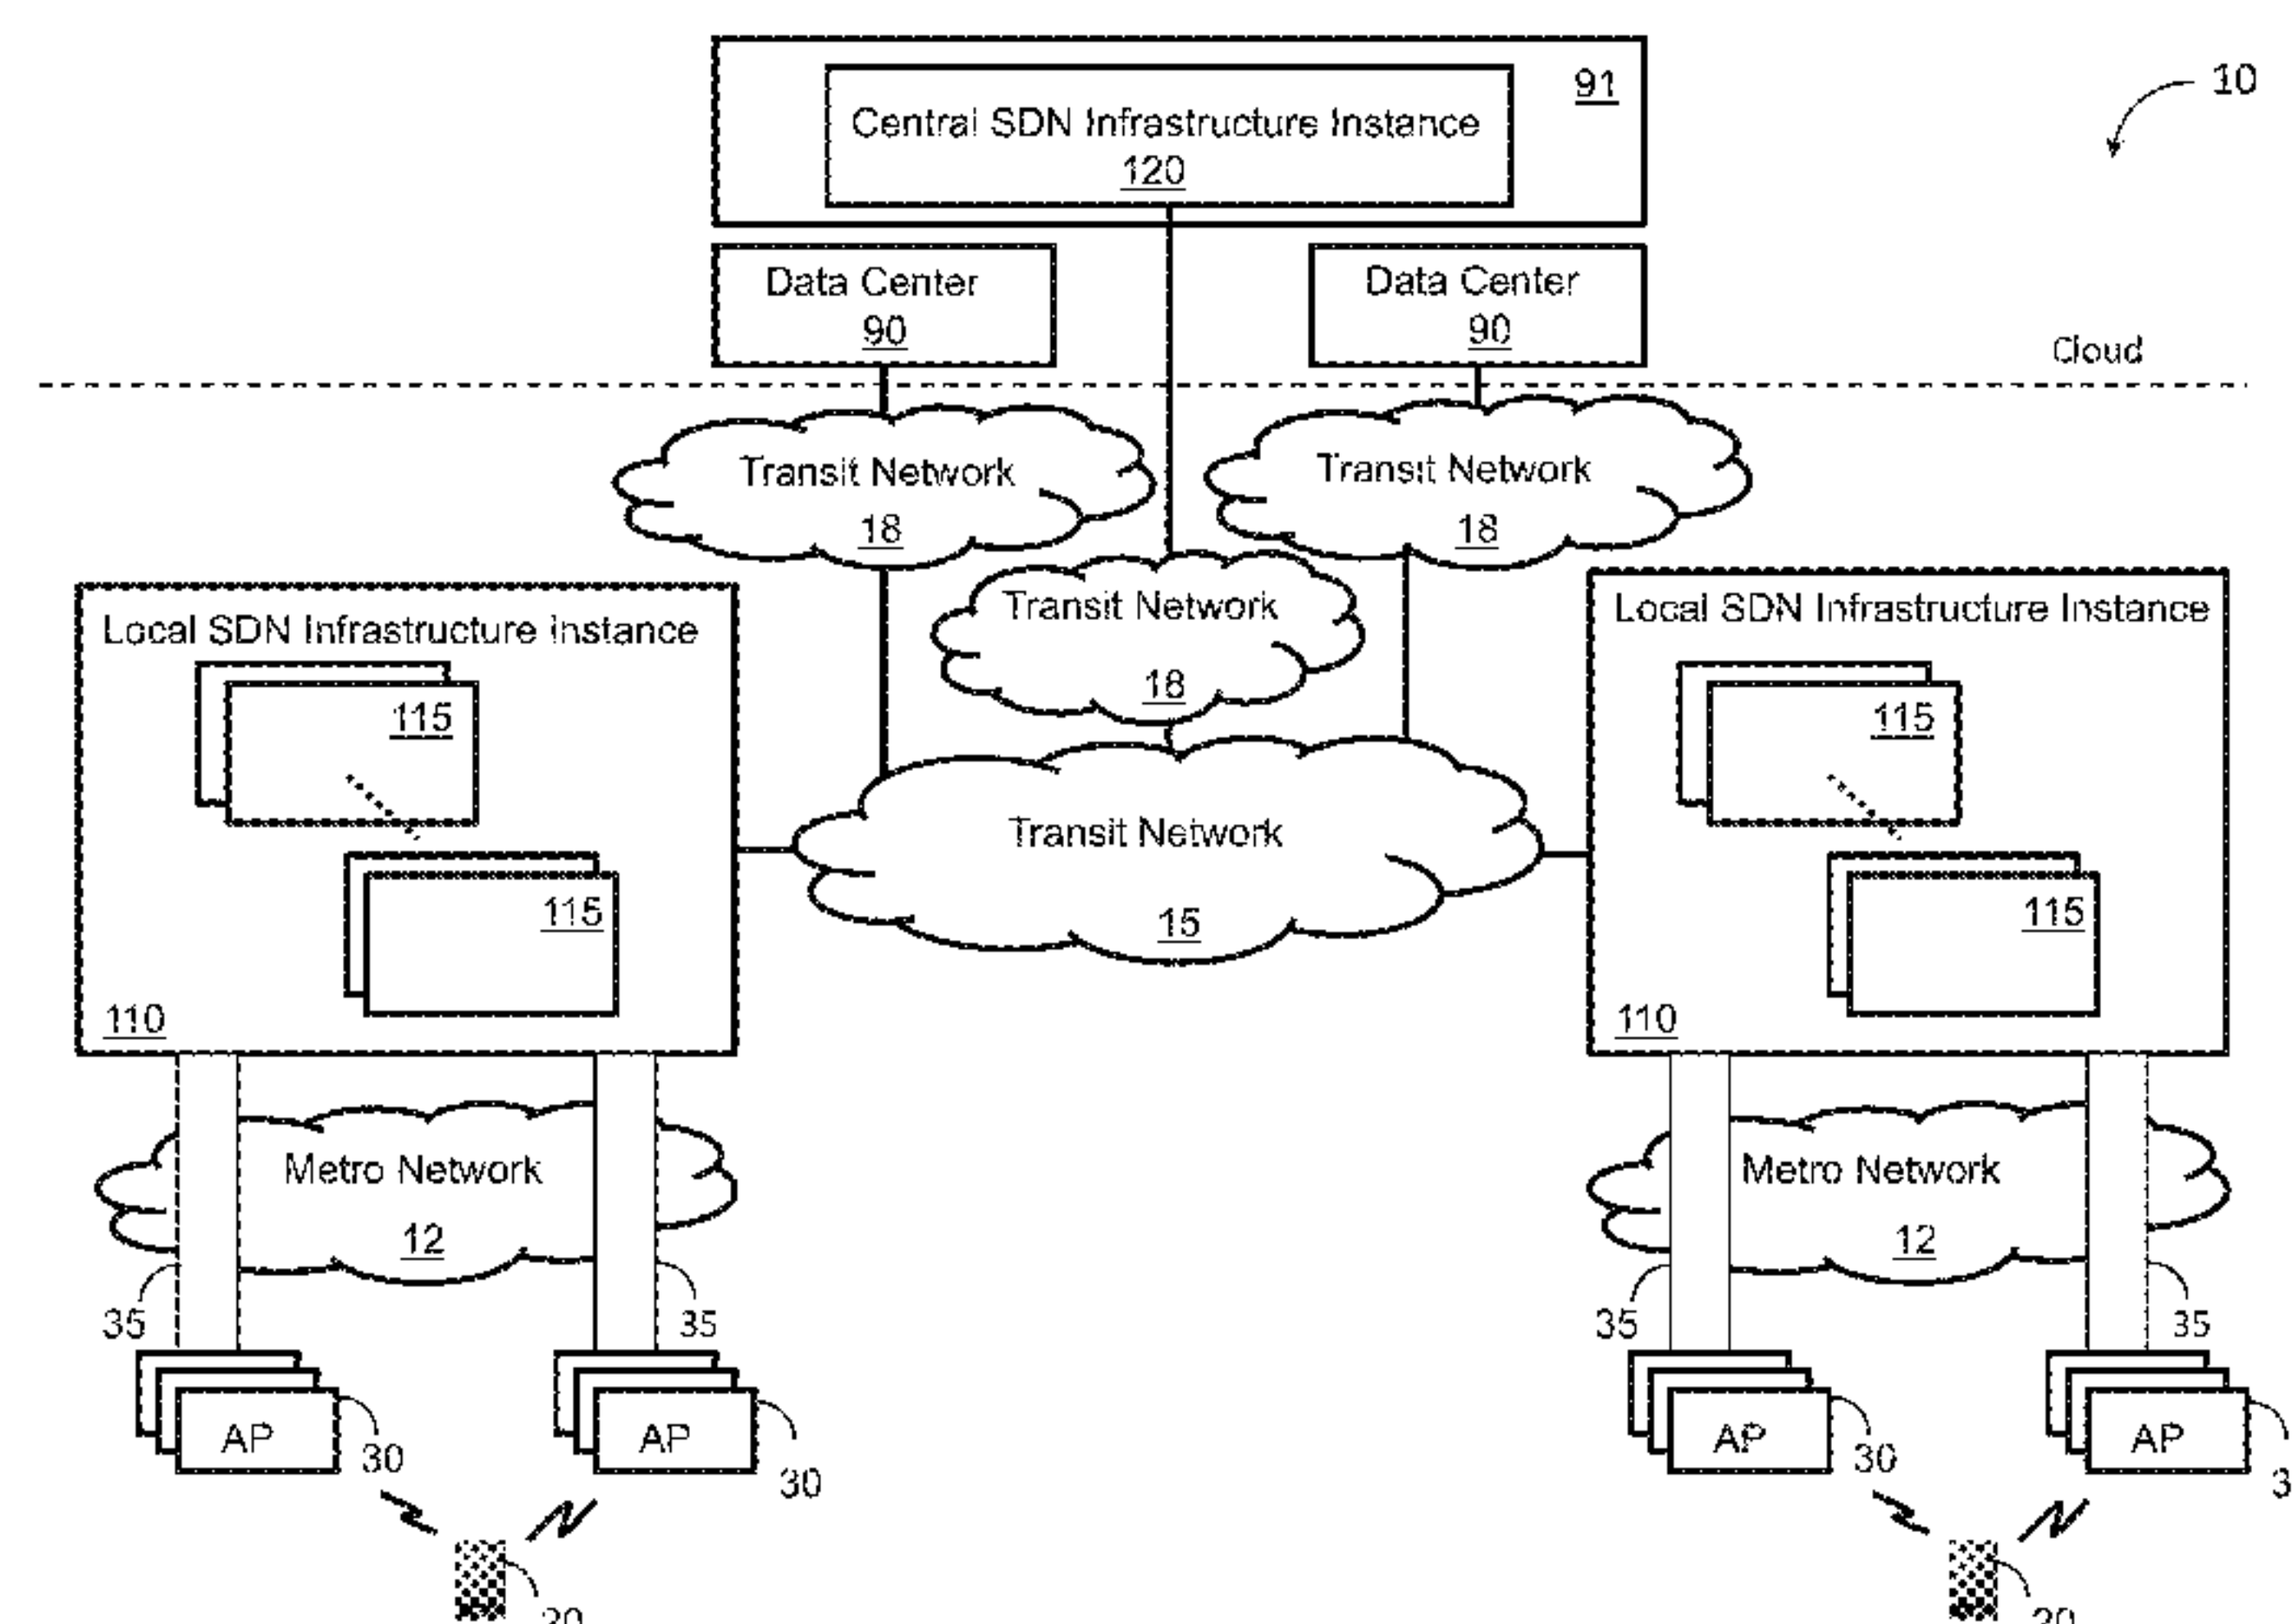 91
10
Central SDN Infrastructure Instance
120
Data Center
90
Data Center
90
Cloud
Transit Network
18
Transit Network
18
Transit Network
18
Local SDN Infrastructure Instance
115
115
110
Transit Network
15
Local SDN Infrastructure Instance
115
115
110
Metro Network
12
35
35
Metro Network
12
35
35
AP
30
AP
30
AP
30
AP
3